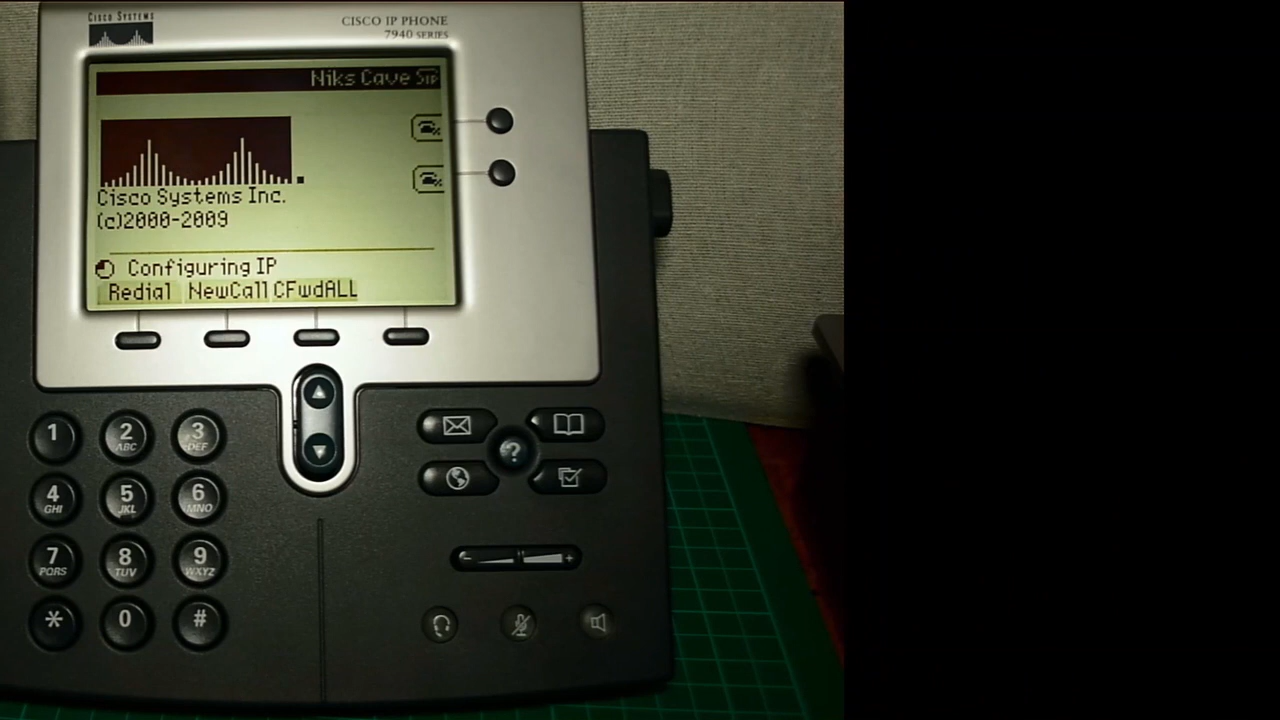 CISCO SYSTEMS
CISCO IP PHONE
7940 SERIES
Niks Cave SIP
Cisco Systems Inc.
(c)2000-2009
Configuring IP
Redial NewCall CFwdALL
1
2 ABC
3 DEF
4 GHI
5 JKL
6 MNO
7 PQRS
8 TUV
9 WXYZ
*
0
#
?
- +